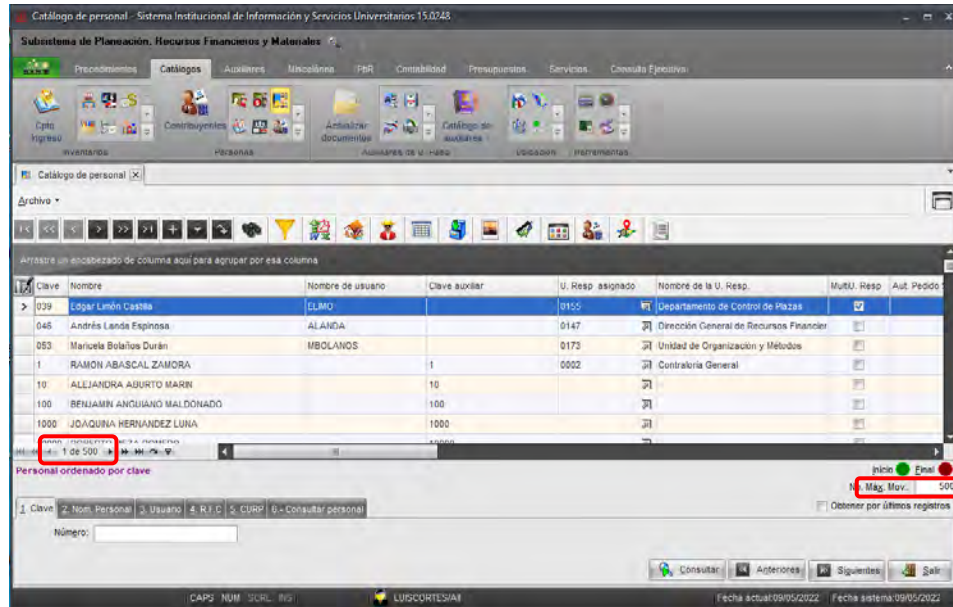 Catálogo de personal - Sistema Institucional de Información y Servicios Universitarios 15.0248
Subsistema de Planeación, Recursos Financieros y Materiales
Procedimientos Catálogos Auxiliares Miscelánea PbR Contabilidad Presupuestos Servicios Consulta Ejecutiva
Cpto Ingreso
Contribuyentes
Actualizar documentos
Catálogo de auxiliares
Inventarios Personas Auxiliares de U. Resp Ubicación Herramientas
Catálogo de personal
Archivo
Arrastre un encabezado de columna aquí para agrupar por esa columna
Clave Nombre Nombre de usuario Clave auxiliar U. Resp asignado Nombre de la U. Resp. MultiU. Resp Aut. Pedido
039 Edgar Limón Castilla ELIMO 0155 Departamento de Control de Plazas
046 Andrés Landa Espinosa ALANDA 0147 Dirección General de Recursos Financier
053 Maricela Bolaños Durán MBOLANOS 0173 Unidad de Organización y Métodos
1 RAMON ABASCAL ZAMORA 1 0002 Contraloría General
10 ALEJANDRA ABURTO MARIN 10
100 BENJAMIN ANGUIANO MALDONADO 100
1000 JOAQUINA HERNANDEZ LUNA 1000
1 de 500
Personal ordenado por clave
Inicio Final
No. Máx. Mov.: 500
1 Clave 2. Nom. Personal 3. Usuario 4. R.F.C 5. CURP 6.- Consultar personal
Obtener por últimos registros
Número:
Consultar Anteriores Siguientes Salir
CAPS NUM SCRL INS LUISCORTES/All Fecha actual:09/05/2022 Fecha sistema:09/05/2022